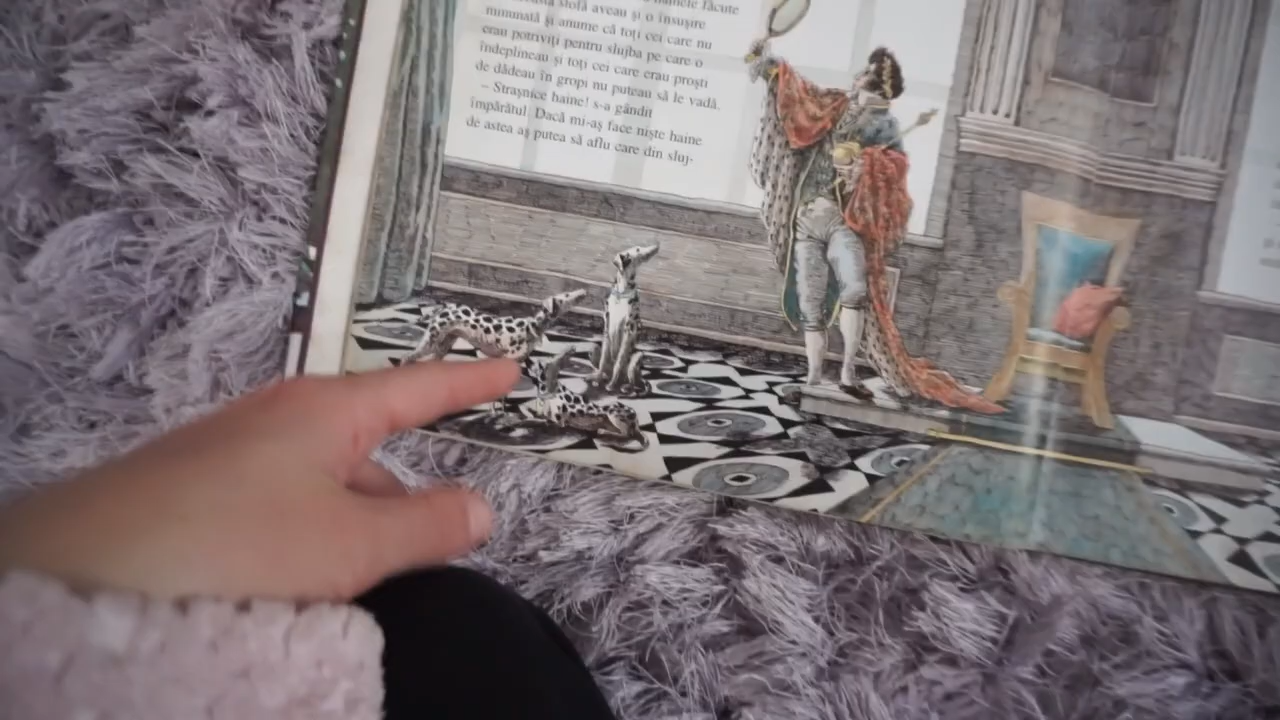 stofă aveau și o însușire
minunată și anume că toți cei care nu
erau potriviți pentru slujba pe care o
îndeplineau și toți cei care erau proști
de dădeau în gropi nu puteau să le vadă.
– Strașnice haine! s-a gândit
împăratul. Dacă mi-aș face niște haine
de astea aș putea să aflu care din sluj-